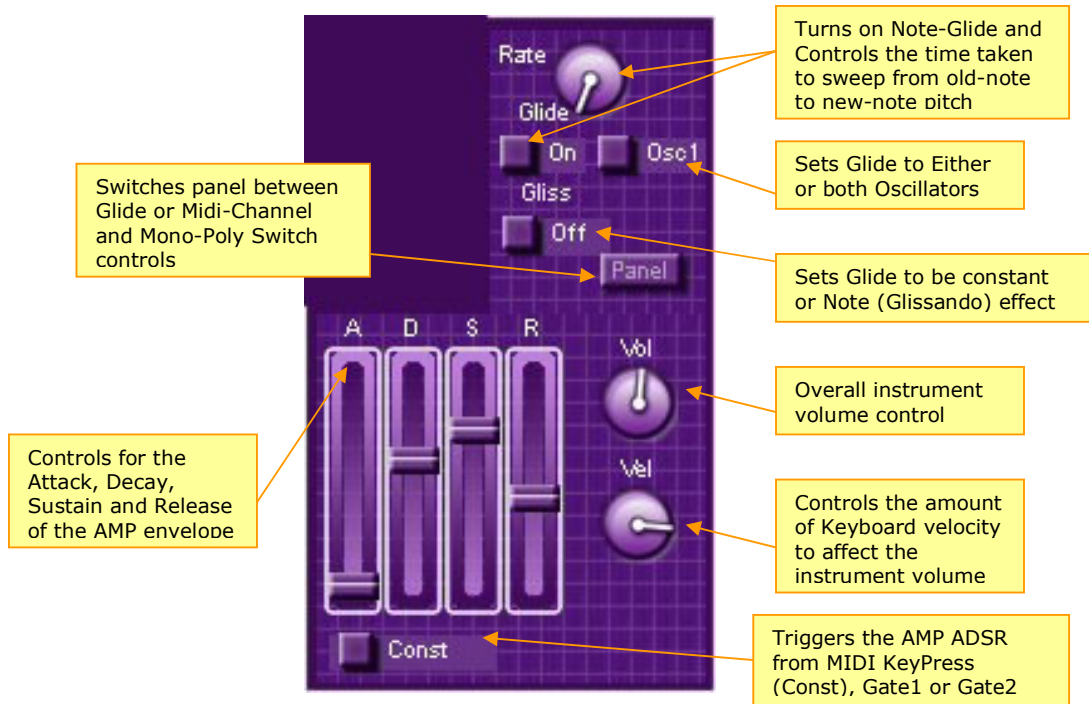 Turns on Note-Glide and
Controls the time taken
to sweep from old-note
to new-note pitch
Rate
Glide
On
Osc1
Sets Glide to Either
or both Oscillators
Switches panel between
Glide or Midi-Channel
and Mono-Poly Switch
controls
Gliss
Off
Panel
Sets Glide to be constant
or Note (Glissando) effect
A D S R
Vol
Overall instrument
volume control
Controls for the
Attack, Decay,
Sustain and Release
of the AMP envelope
Vel
Controls the amount
of Keyboard velocity
to affect the
instrument volume
Const
Triggers the AMP ADSR
from MIDI KeyPress
(Const), Gate1 or Gate2